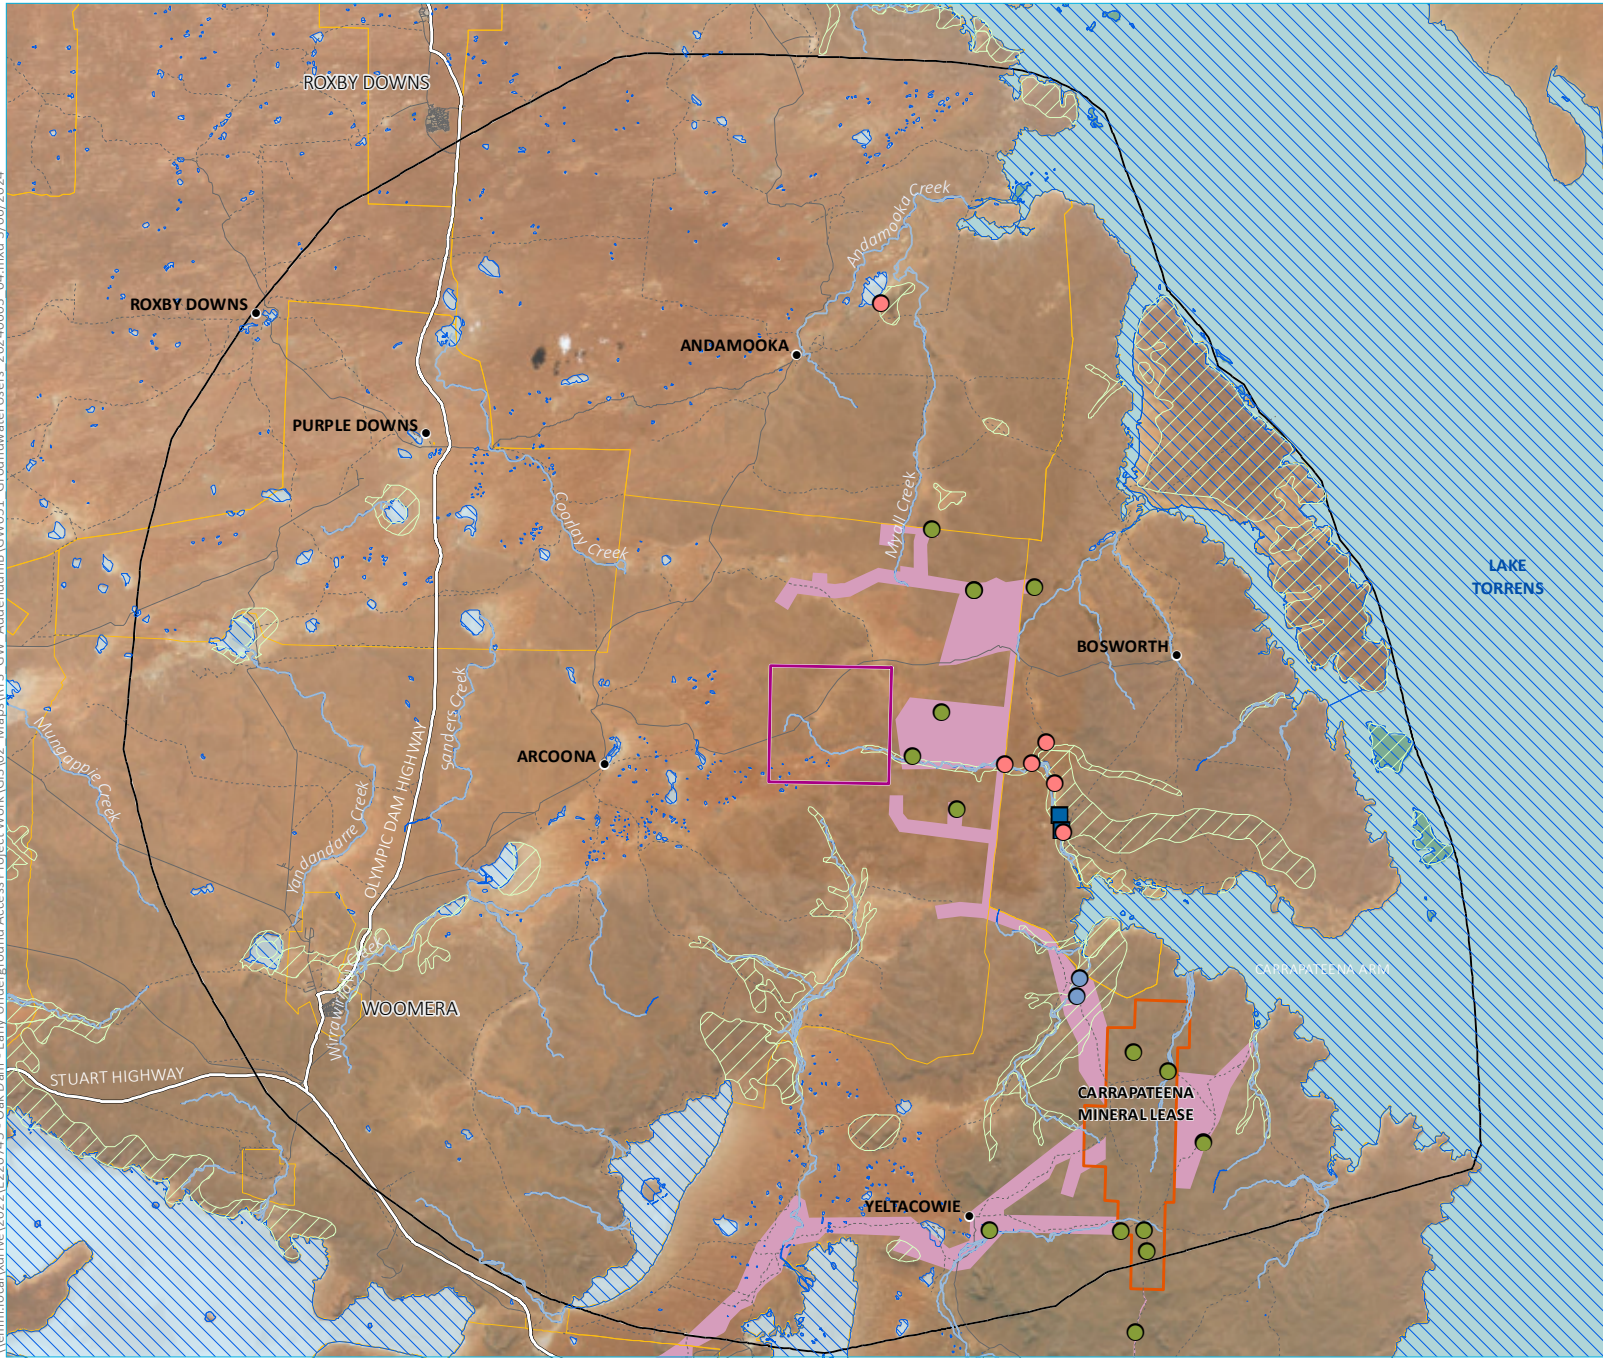 ROXBY DOWNS
Andamooka Creek
ROXBY DOWNS
ANDAMOOKA
PURPLE DOWNS
Myall Creek
Coorlay Creek
LAKE
TORRENS
BOSWORTH
Sanders Creek
Mungappie Creek
OLYMPIC DAM HIGHWAY
ARCOONA
Yandandarre Creek
CARRAPATEENA ARM
WOOMERA
STUART HIGHWAY
CARRAPATEENA
MINERAL LEASE
YELTACOWIE